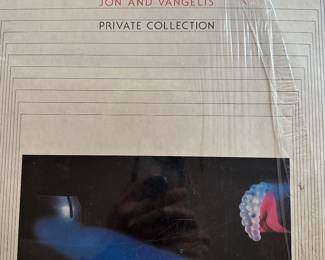 JON AND VANGELIS
PRIVATE COLLECTION